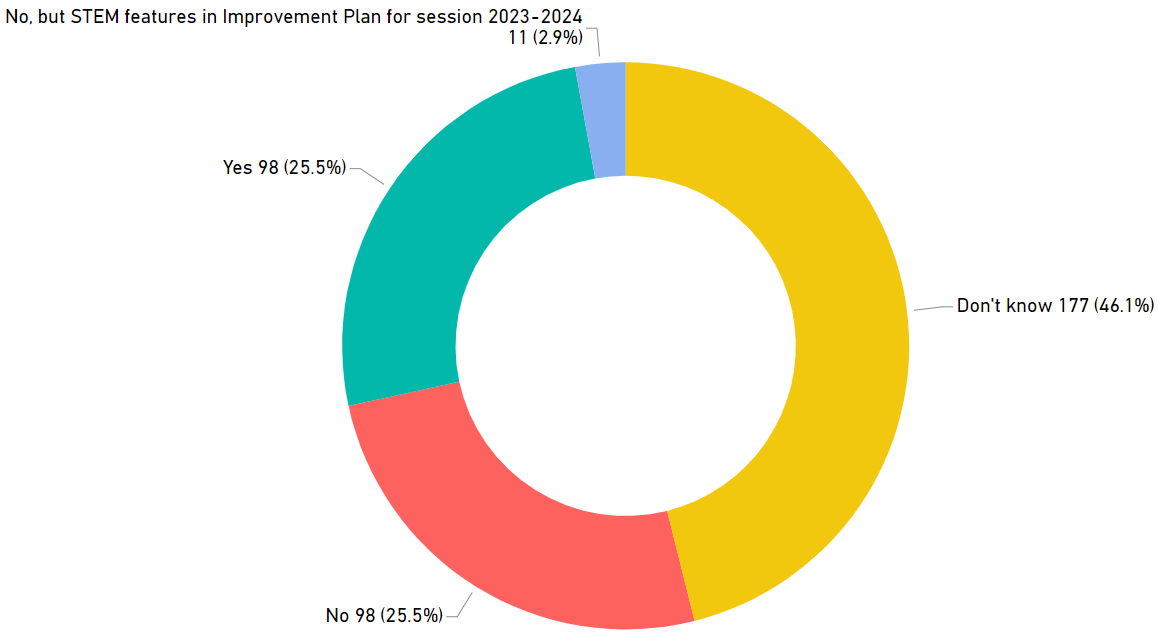 No, but STEM features in Improvement Plan for session 2023-2024
11 (2.9%)
Yes 98 (25.5%)
Don't know 177 (46.1%)
No 98 (25.5%)